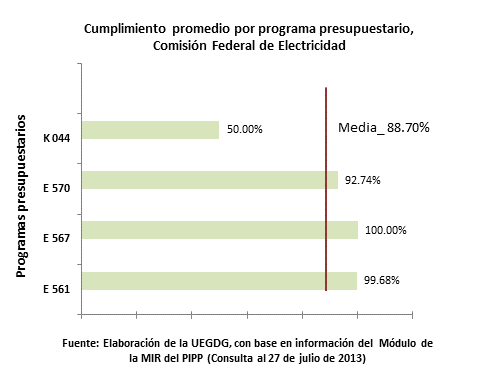 Cumplimiento promedio por programa presupuestario,
Comisión Federal de Electricidad
Programas presupuestarios
K 044
50.00%
Media_ 88.70%
E 570
92.74%
E 567
100.00%
E 561
99.68%
Fuente: Elaboración de la UEGDG, con base en información del Módulo de
la MIR del PIPP (Consulta al 27 de julio de 2013)